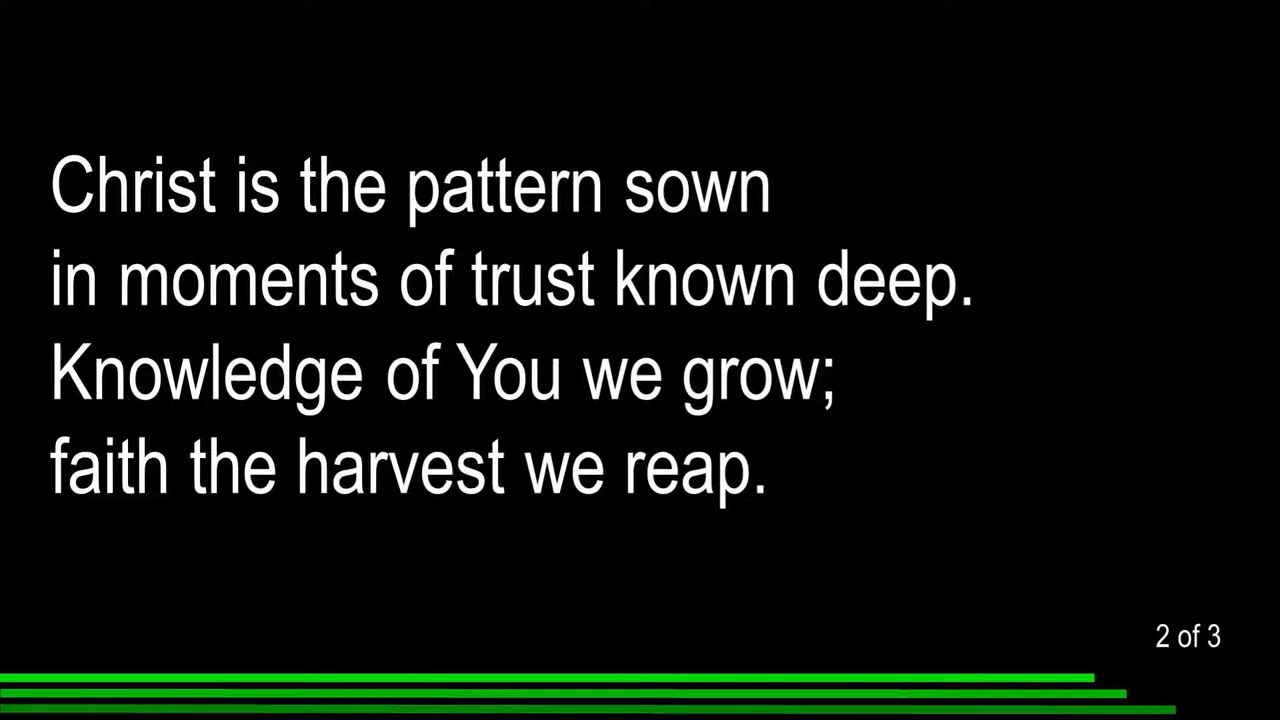 Christ is the pattern sown
in moments of trust known deep.
Knowledge of You we grow;
faith the harvest we reap.
2 of 3